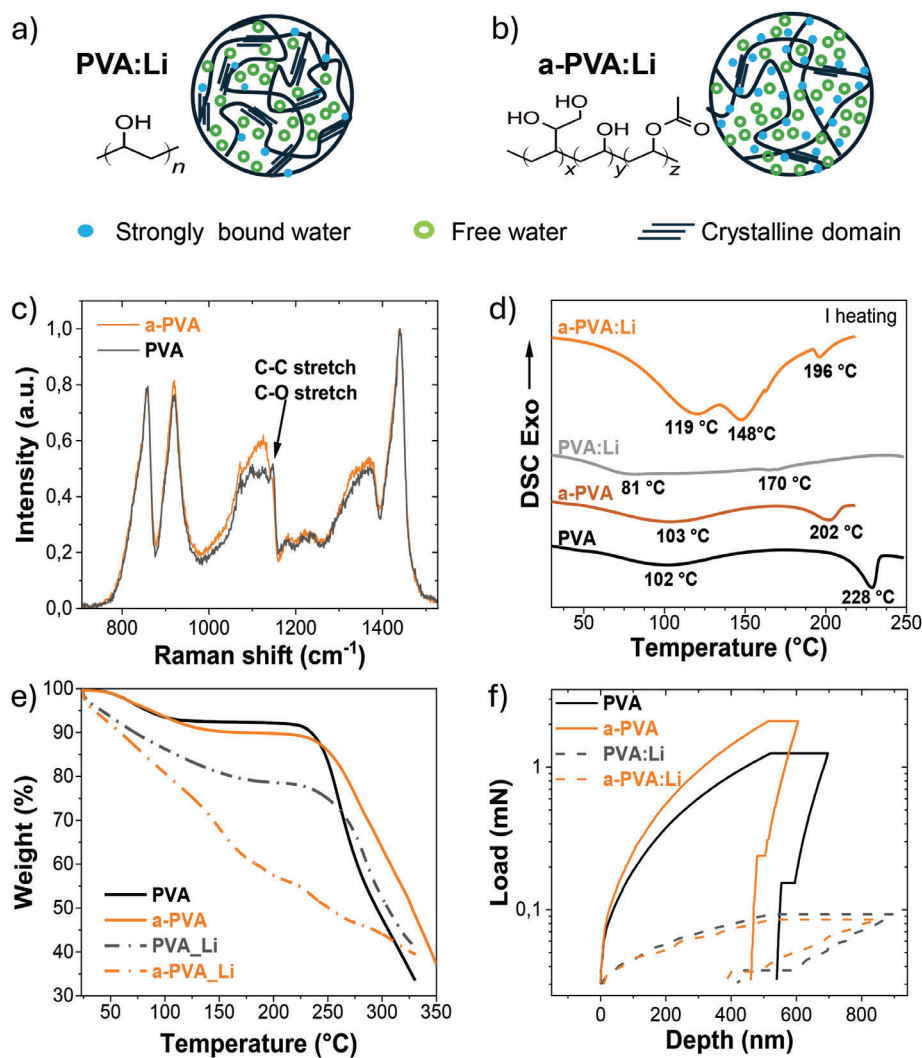 a)
PVA:Li
OH
n
b)
a-PVA:Li
HO
HO
OH
O
O
x
y
z
Strongly bound water
Free water
Crystalline domain
c)
a-PVA
PVA
C-C stretch
C-O stretch
Intensity (a.u.)
1,0
0,8
0,6
0,4
0,2
0,0
800
1000
1200
1400
Raman shift (cm-1)
d)
I heating
DSC Exo
a-PVA:Li
119 °C
148°C
196 °C
PVA:Li
81 °C
170 °C
a-PVA
103 °C
202 °C
PVA
102 °C
228 °C
50
100
150
200
250
Temperature (°C)
e)
Weight (%)
100
90
80
70
60
50
40
30
PVA
a-PVA
PVA_Li
a-PVA_Li
50
100
150
200
250
300
350
Temperature (°C)
f)
PVA
a-PVA
PVA:Li
a-PVA:Li
Load (mN)
1
0,1
0
200
400
600
800
Depth (nm)